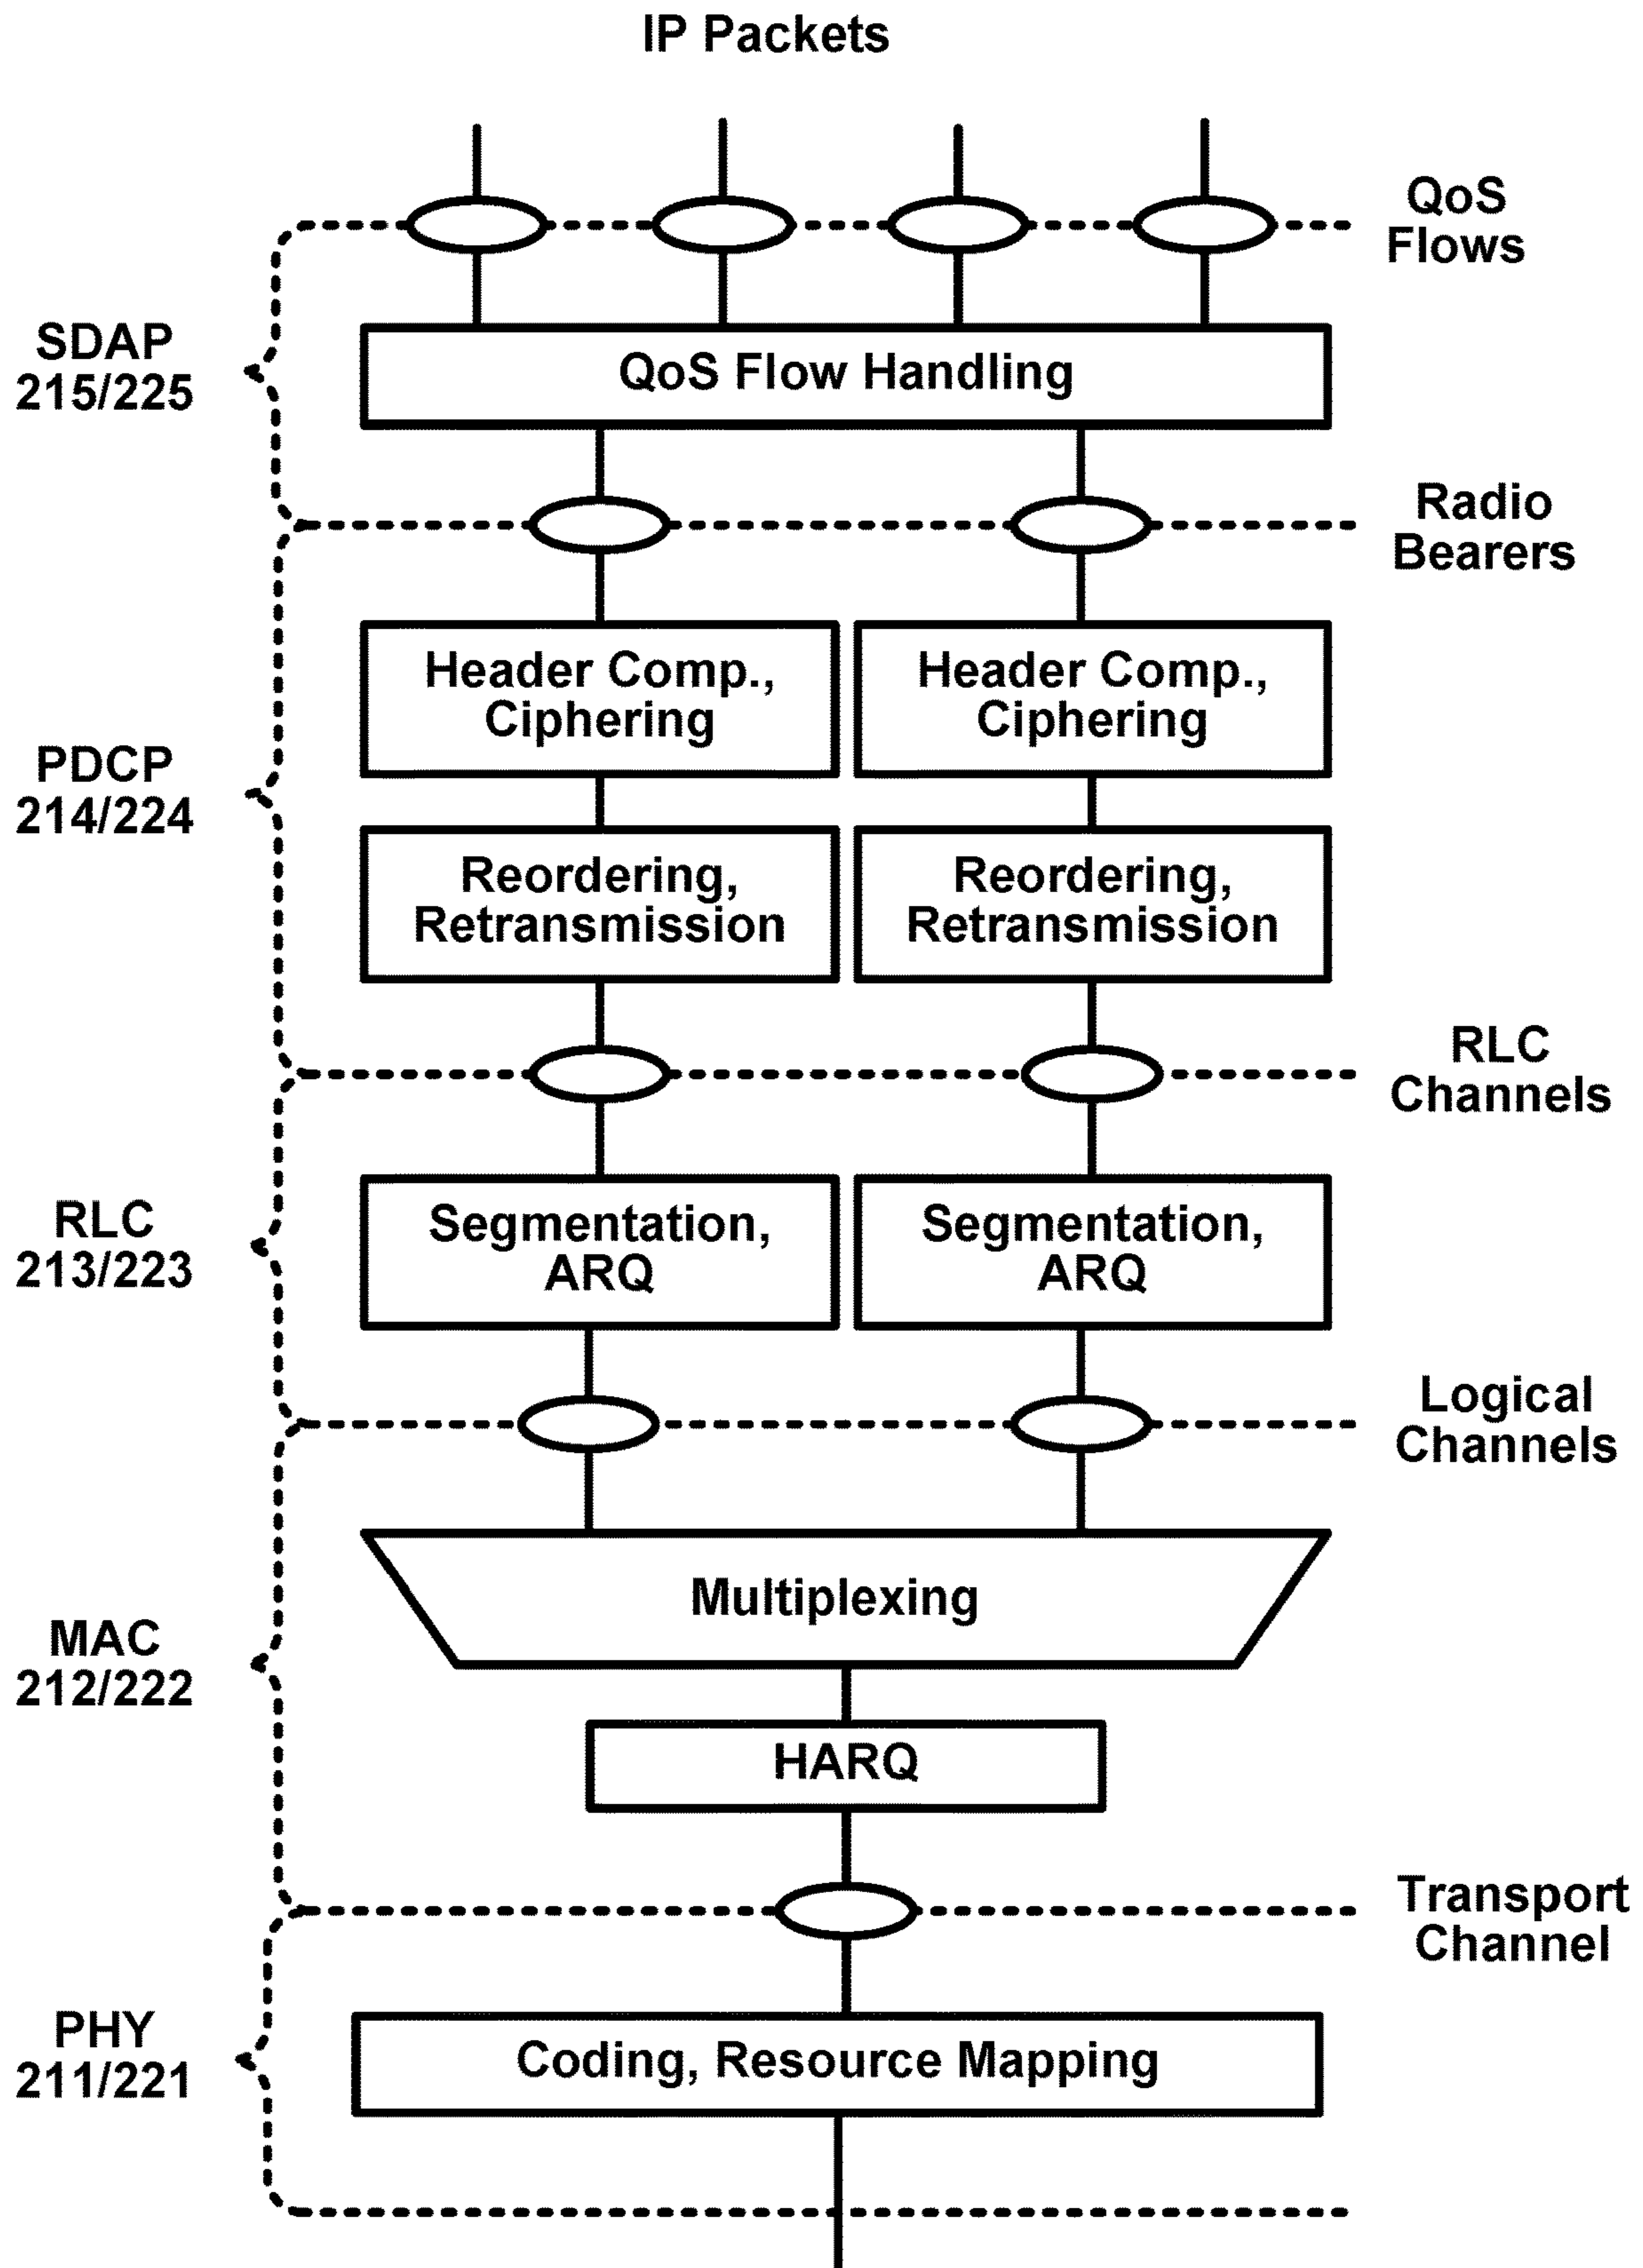 IP Packets
QoS
Flows
SDAP
215/225
QoS Flow Handling
Radio
Bearers
Header Comp.,
Ciphering
Header Comp.,
Ciphering
PDCP
214/224
Reordering,
Retransmission
Reordering,
Retransmission
RLC
Channels
RLC
213/223
Segmentation,
ARQ
Segmentation,
ARQ
Logical
Channels
Multiplexing
MAC
212/222
HARQ
Transport
Channel
PHY
211/221
Coding, Resource Mapping